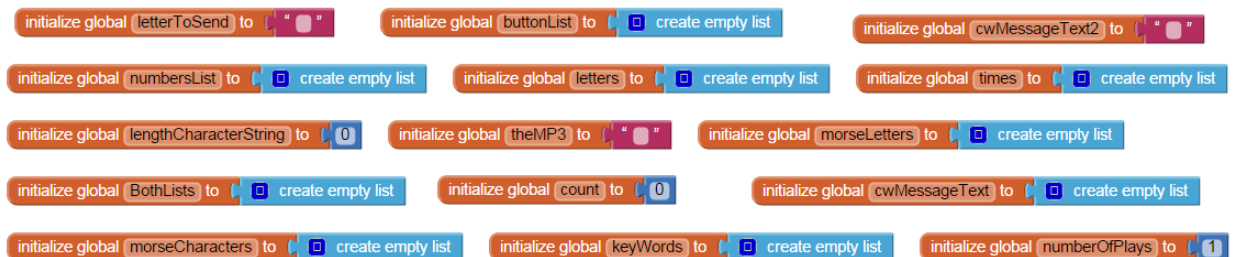 initialize global letterToSend to " "
initialize global buttonList to create empty list
initialize global cwMessageText2 to " "
initialize global numbersList to create empty list
initialize global letters to create empty list
initialize global times to create empty list
initialize global lengthCharacterString to 0
initialize global theMP3 to " "
initialize global morseLetters to create empty list
initialize global BothLists to create empty list
initialize global count to 0
initialize global cwMessageText to create empty list
initialize global morseCharacters to create empty list
initialize global keyWords to create empty list
initialize global numberOfPlays to 1